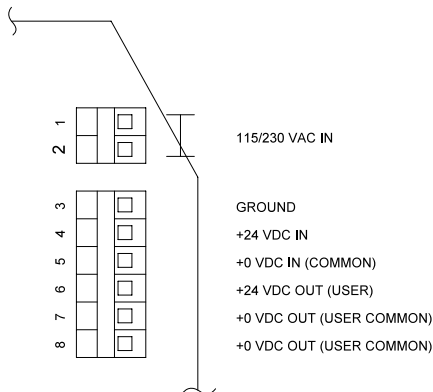 1
2 115/230 VAC IN
3 GROUND
4 +24 VDC IN
5 +0 VDC IN (COMMON)
6 +24 VDC OUT (USER)
7 +0 VDC OUT (USER COMMON)
8 +0 VDC OUT (USER COMMON)